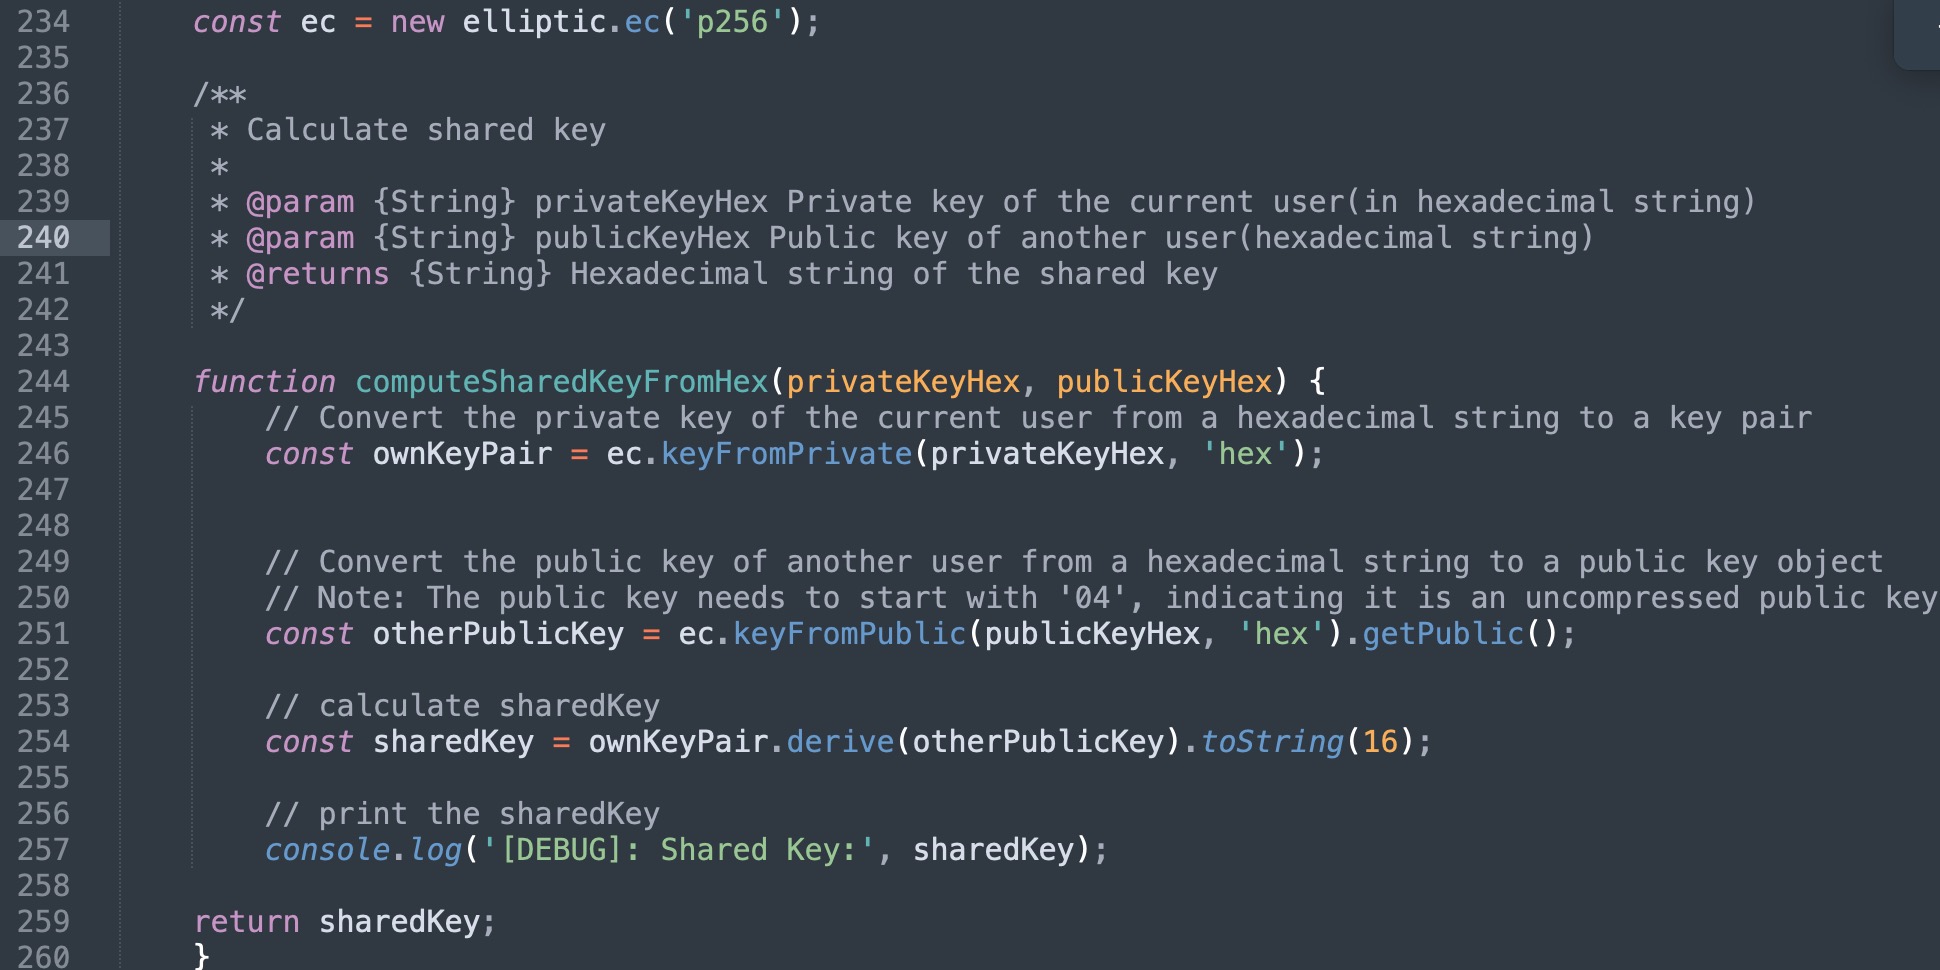 234 const ec = new elliptic.ec('p256');
235
236 /**
237 * Calculate shared key
238 *
239 * @param {String} privateKeyHex Private key of the current user(in hexadecimal string)
240 * @param {String} publicKeyHex Public key of another user(hexadecimal string)
241 * @returns {String} Hexadecimal string of the shared key
242 */
243
244 function computeSharedKeyFromHex(privateKeyHex, publicKeyHex) {
245 // Convert the private key of the current user from a hexadecimal string to a key pair
246 const ownKeyPair = ec.keyFromPrivate(privateKeyHex, 'hex');
247
248
249 // Convert the public key of another user from a hexadecimal string to a public key object
250 // Note: The public key needs to start with '04', indicating it is an uncompressed public key
251 const otherPublicKey = ec.keyFromPublic(publicKeyHex, 'hex').getPublic();
252
253 // calculate sharedKey
254 const sharedKey = ownKeyPair.derive(otherPublicKey).toString(16);
255
256 // print the sharedKey
257 console.log('[DEBUG]: Shared Key:', sharedKey);
258
259 return sharedKey;
260 }